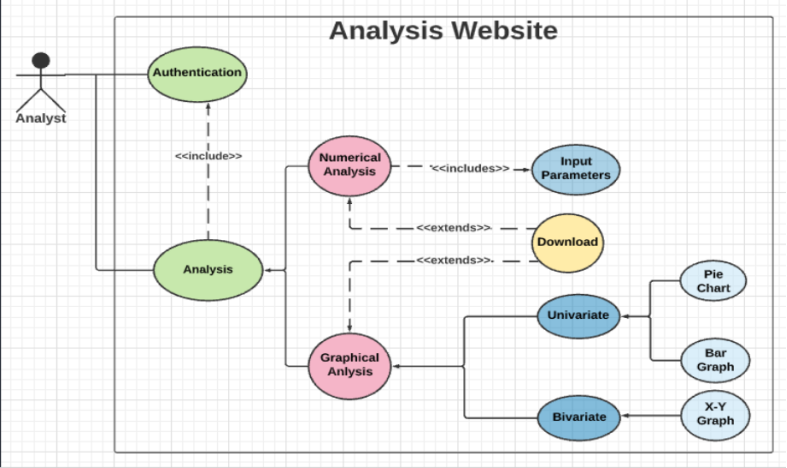 Analysis Website
Authentication
Analyst
<<include>>
Numerical
Analysis
<<includes>>
Input
Parameters
<<extends>>
Download
<<extends>>
Analysis
Pie
Chart
Univariate
Graphical
Anlysis
Bar
Graph
Bivariate
X-Y
Graph